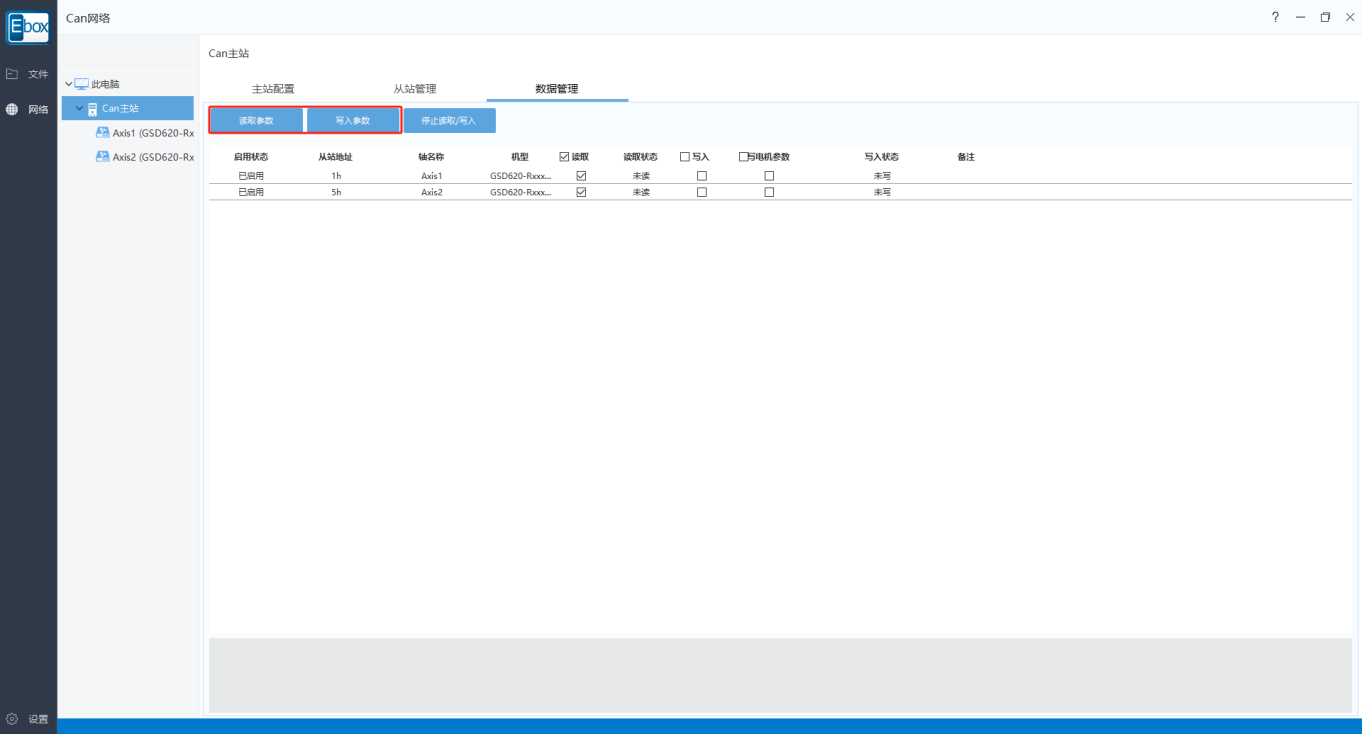 Ebox
Can网络
文件
网络
设置
此电脑
Can主站
Axis1 (GSD620-Rx
Axis2 (GSD620-Rx
Can主站
主站配置 从站管理 数据管理
读取参数 写入参数 停止读取/写入
启用状态 从站地址 轴名称 机型 读取 读取状态 写入 写电机参数 写入状态 备注
已启用 1h Axis1 GSD620-Rxxx... 未读 未写
已启用 5h Axis2 GSD620-Rxxx... 未读 未写